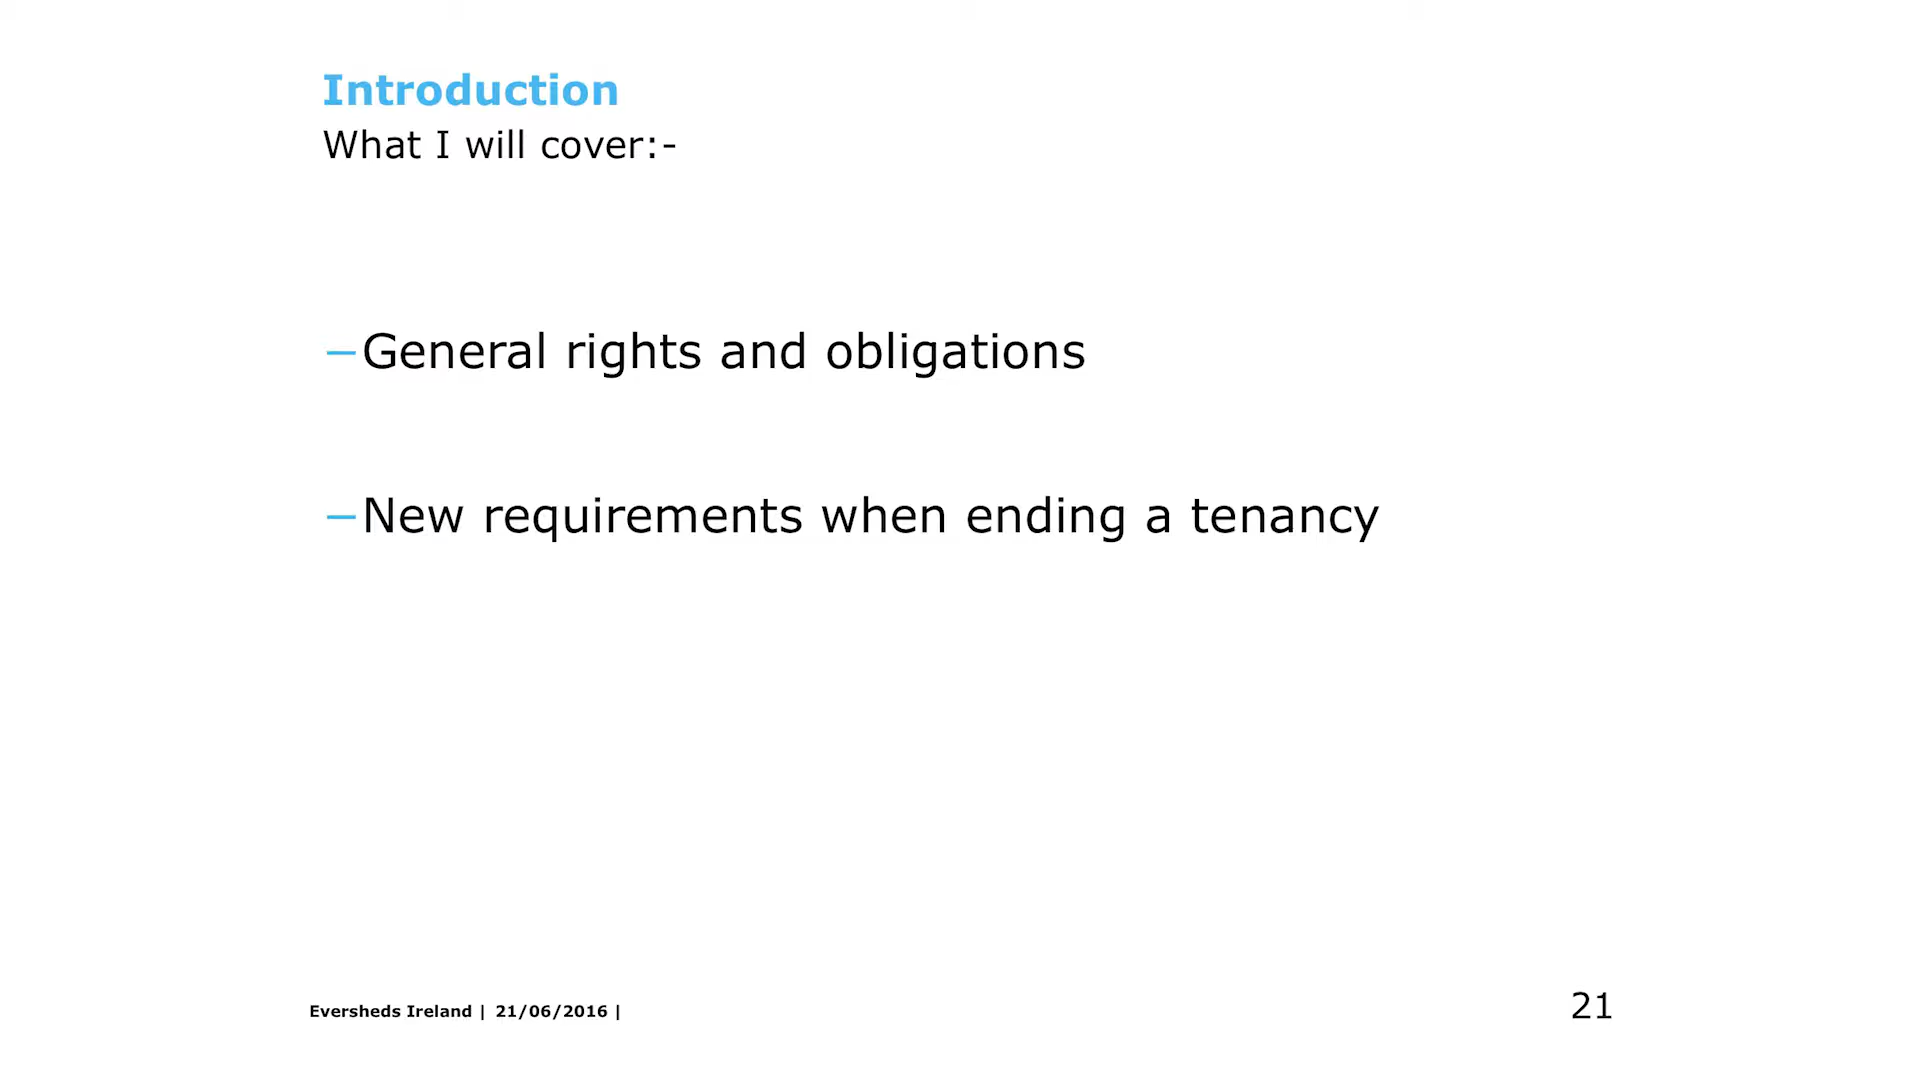 Introduction
What I will cover:-
–General rights and obligations
–New requirements when ending a tenancy
Eversheds Ireland | 21/06/2016 |
21